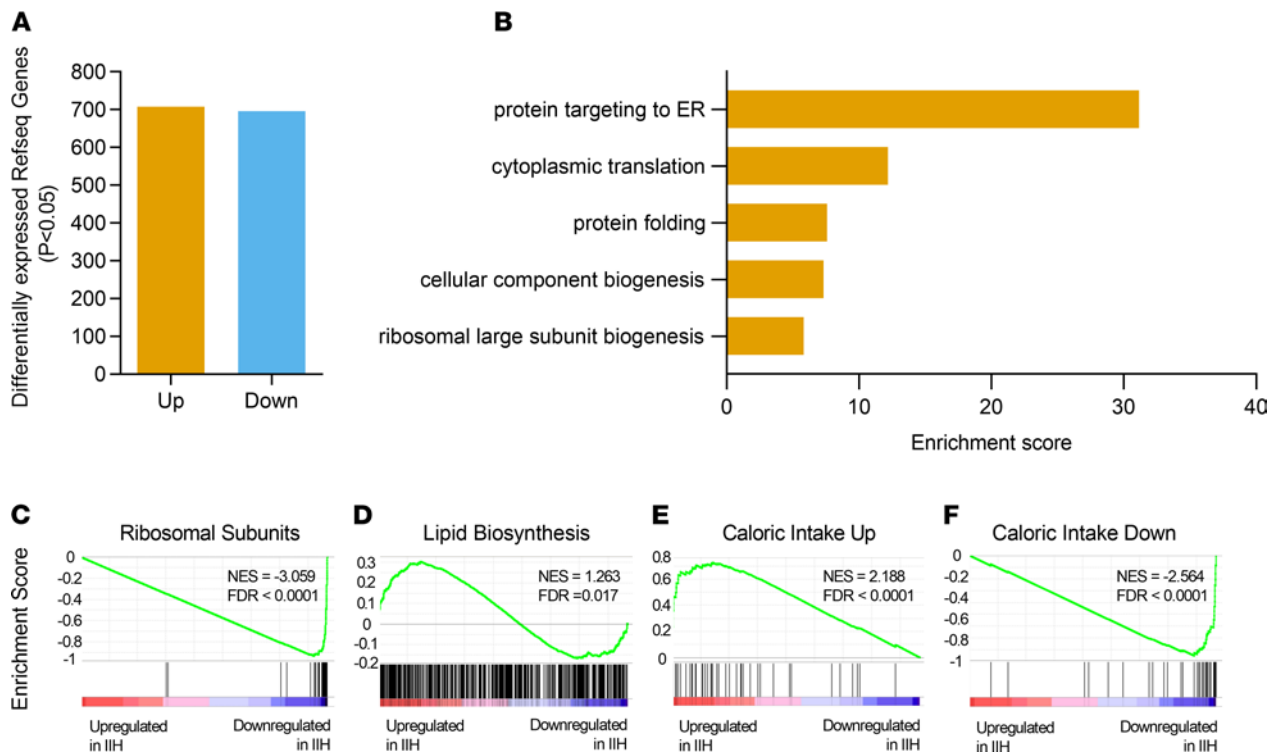 A
Differentially expressed Refseq Genes
(P<0.05)
800
700
600
500
400
300
200
100
0
Up
Down
B
protein targeting to ER
cytoplasmic translation
protein folding
cellular component biogenesis
ribosomal large subunit biogenesis
0
10
20
30
40
Enrichment score
C
Ribosomal Subunits
Enrichment Score
0
-0.2
-0.4
-0.6
-0.8
-1
NES = -3.059
FDR < 0.0001
Upregulated
in IIH
Downregulated
in IIH
D
Lipid Biosynthesis
0.3
0.2
0.1
0
-0.1
-0.2
NES = 1.263
FDR =0.017
Upregulated
in IIH
Downregulated
in IIH
E
Caloric Intake Up
0.8
0.6
0.4
0.2
0
NES = 2.188
FDR < 0.0001
Upregulated
in IIH
Downregulated
in IIH
F
Caloric Intake Down
0
-0.2
-0.4
-0.6
-0.8
-1
NES = -2.564
FDR < 0.0001
Upregulated
in IIH
Downregulated
in IIH